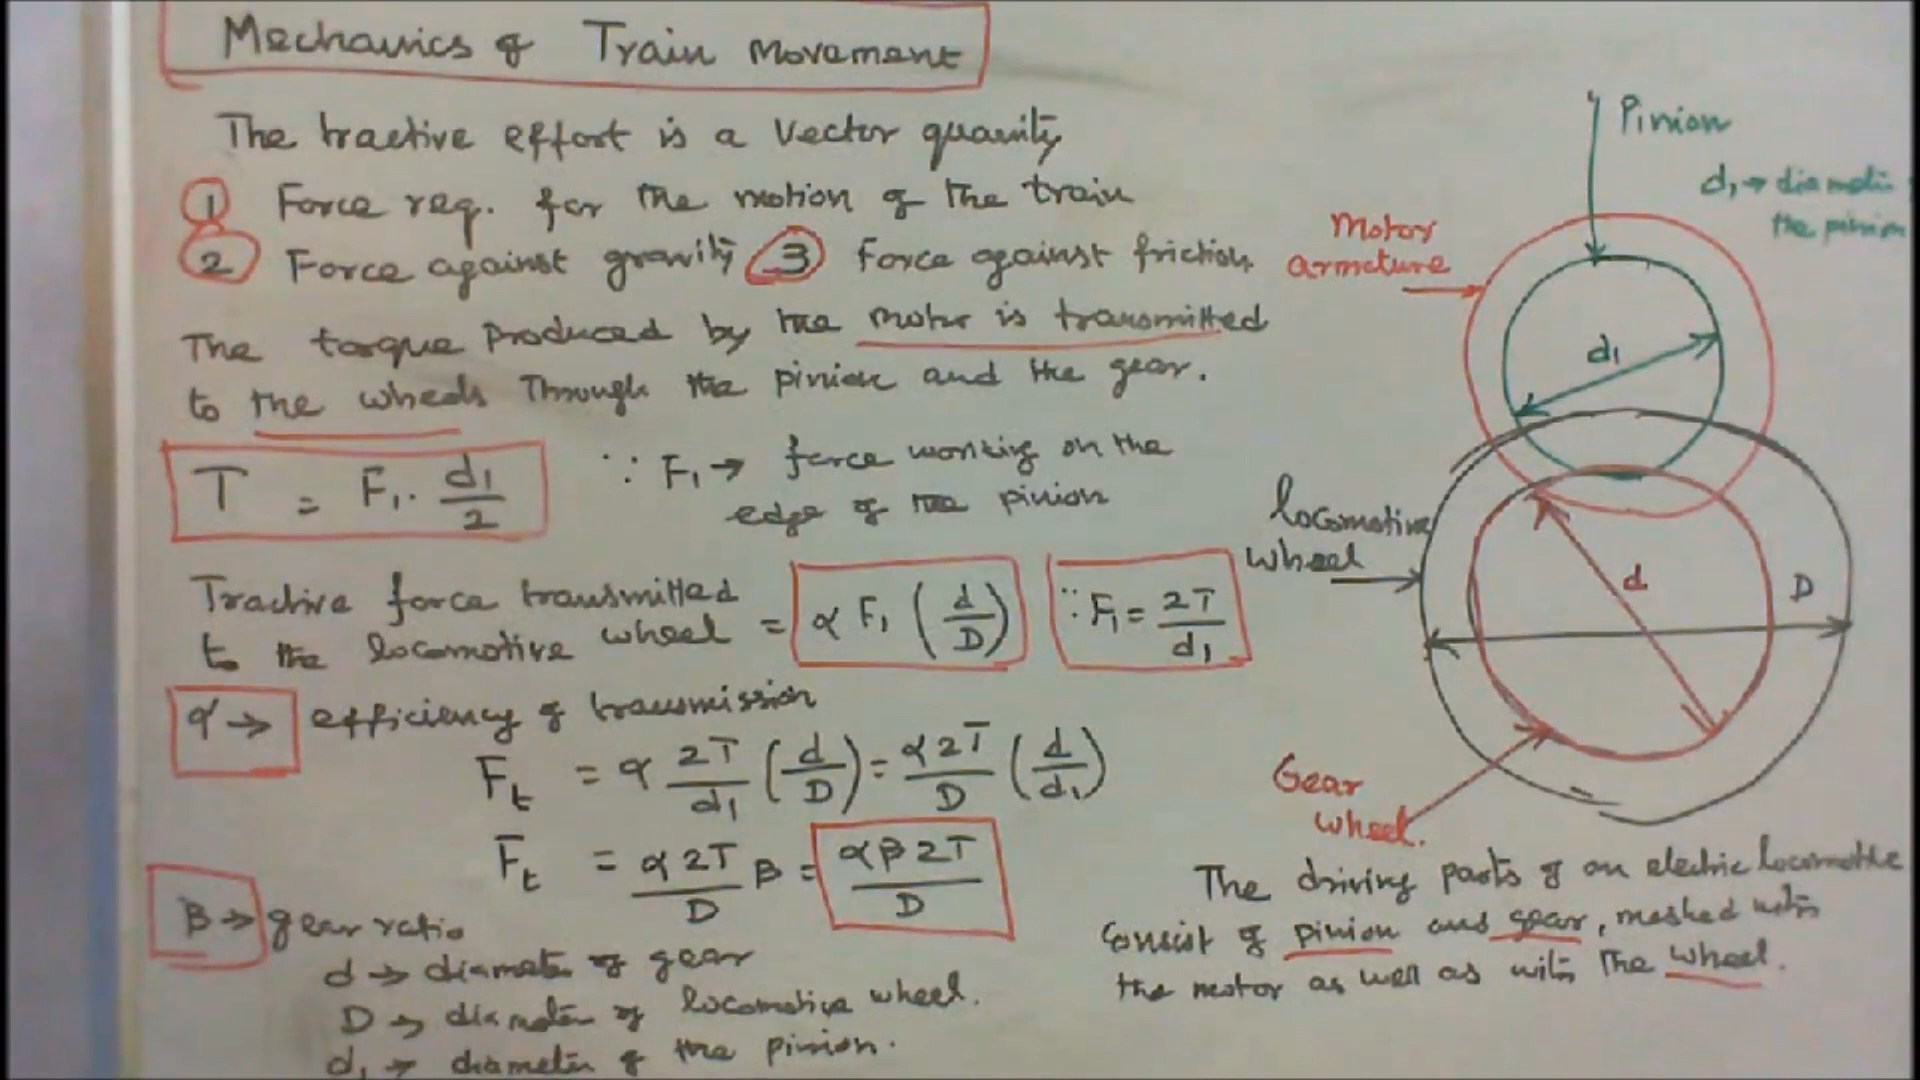 Mechanics of Train Movement
The tractive effort is a Vector quantity
1 Force req. for the motion of the train
2 Force against gravity 3 Force against friction
The torque produced by the motor is transmitted
to the wheels Through the pinion and the gear.
T = F₁ . d₁/2
∵ F₁ → force working on the
edge of the pinion
Tractive force transmitted
to the locomotive wheel = α F₁ (d/D) ∵ F₁ = 2T/d₁
α → efficiency of transmission
Fₜ = α 2T/d₁ (d/D) = α2T/D (d/d₁)
Fₜ = α2T/D β = αβ2T/D
β → gear ratio
d → diameter of gear
D → diameter of locomotive wheel.
d₁ → diameter of the pinion.
Pinion
d₁ → diameter
the pinion
Motor
armature
d₁
locomotive
wheel
d
D
Gear
wheel.
The driving parts of an electric locomotive
Consist of pinion and gear, meshed with
the motor as well as with The wheel.